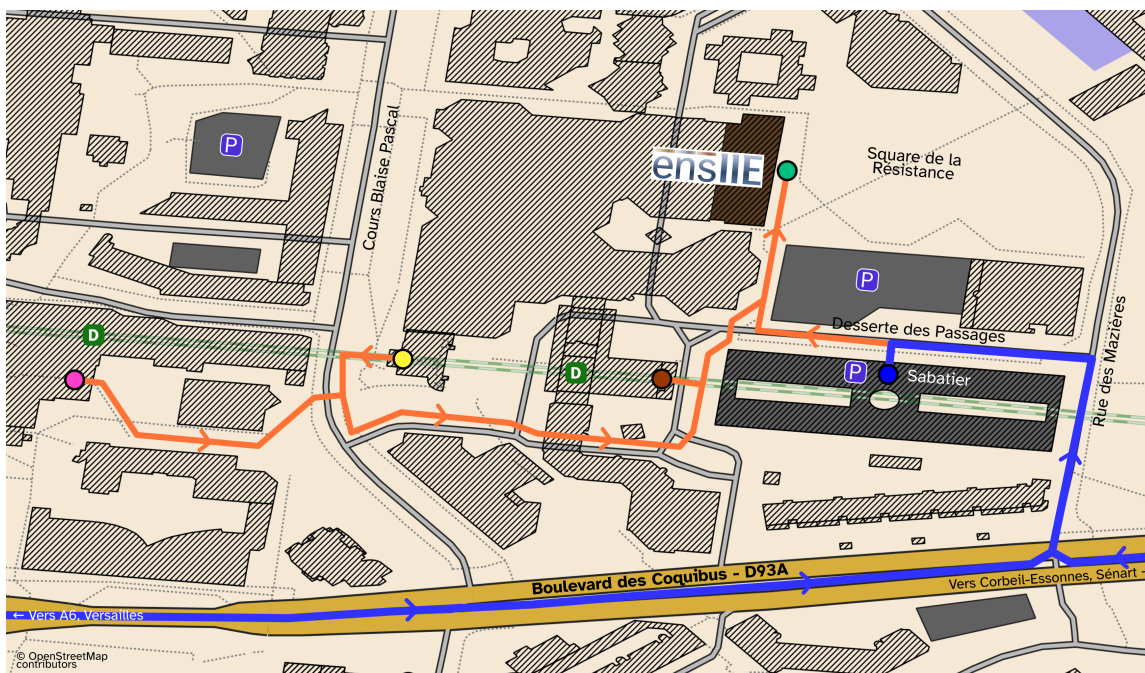 P
Cours Blaise Pascal
ensIIE
Square de la
Résistance
P
D
Desserte des Passages
D
P
Sabatier
Rue des Mazières
Boulevard des Coquibus - D93A
Vers Corbeil-Essonnes, Sénart -
← Vers A6, Versailles
© OpenStreetMap
contributors